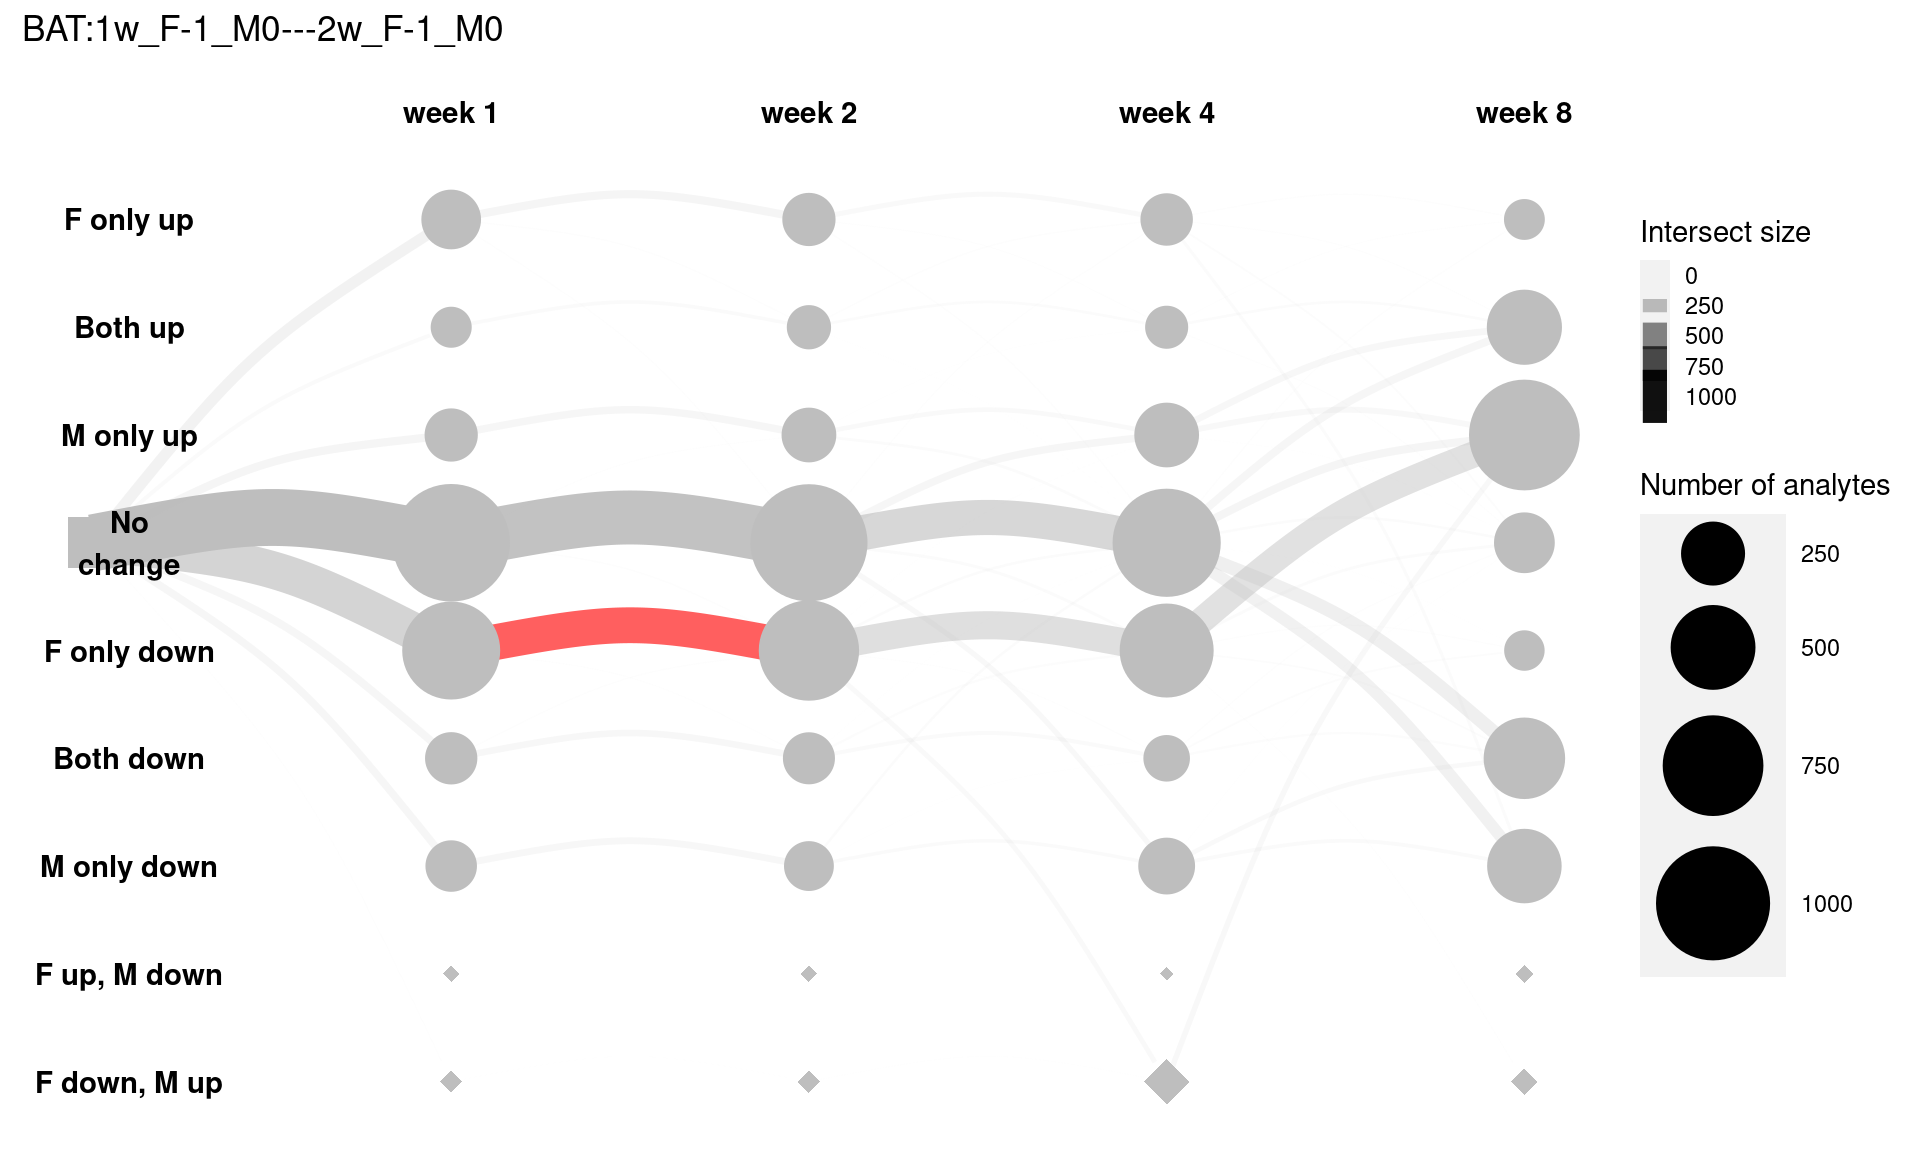 BAT:1w_F-1_M0---2w_F-1_M0
week 1
week 2
week 4
week 8
F only up
Both up
M only up
No
change
F only down
Both down
M only down
F up, M down
F down, M up
Intersect size
0
250
500
750
1000
Number of analytes
250
500
750
1000